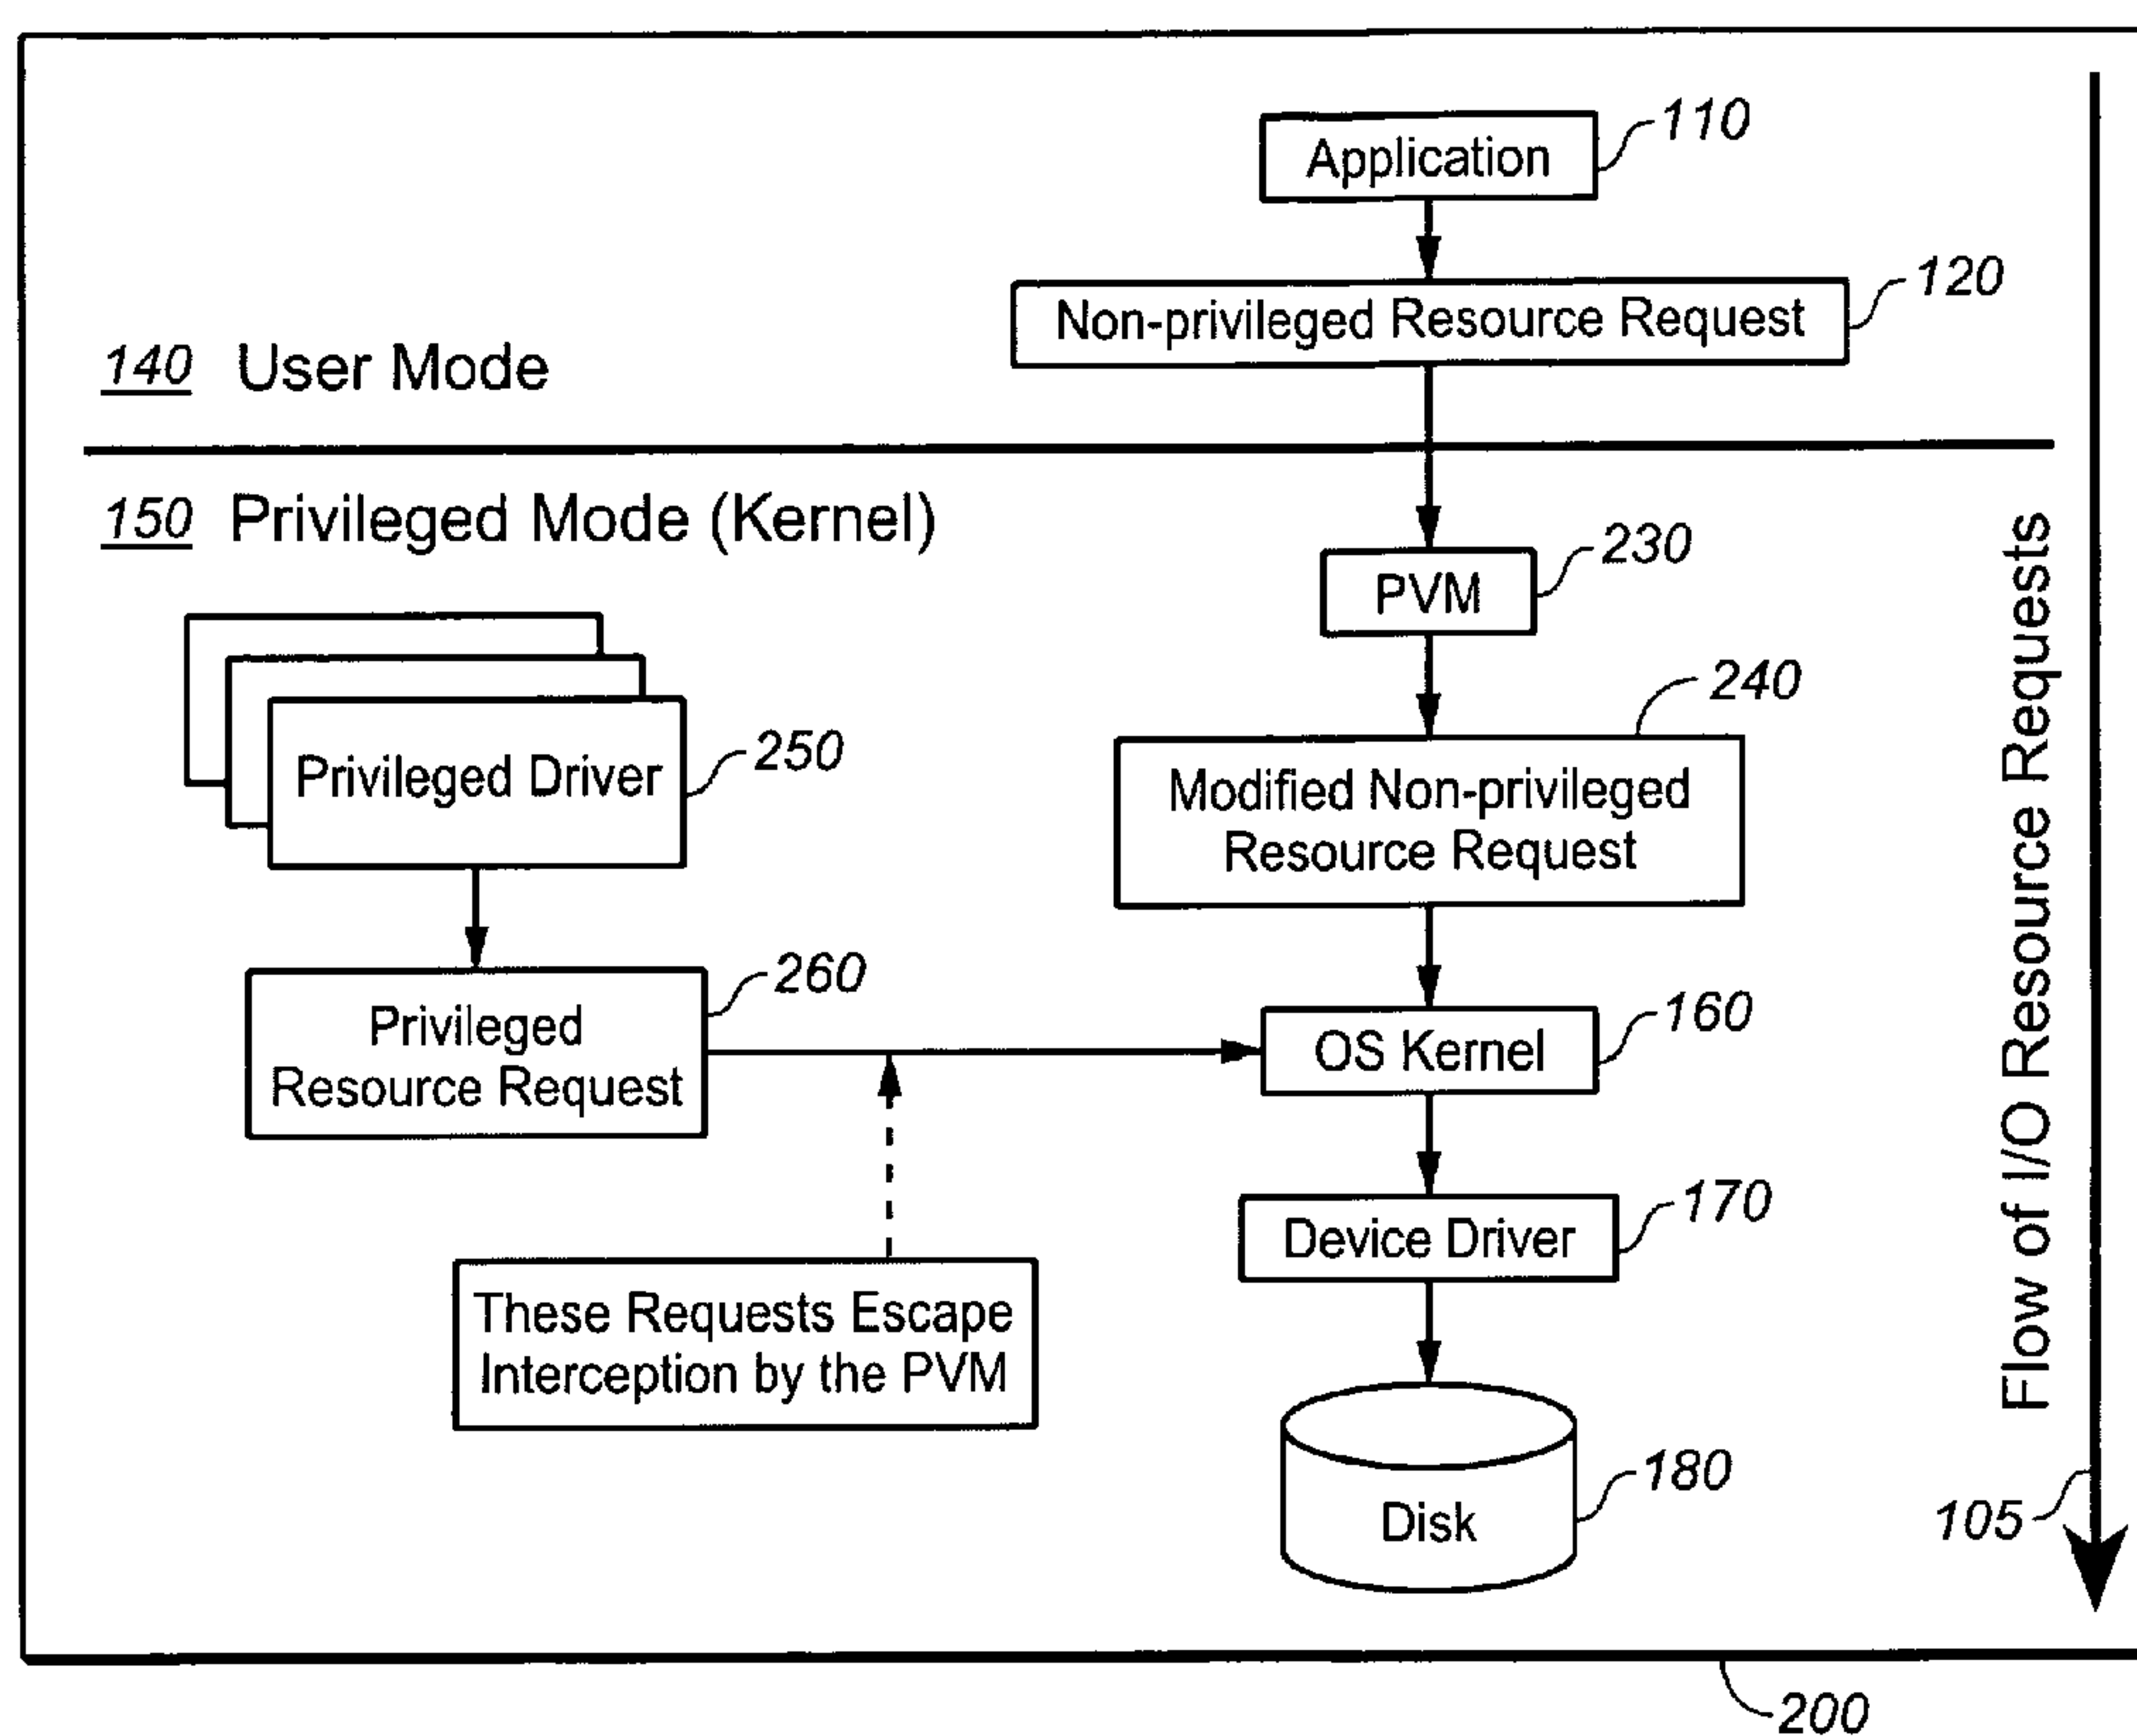 110
Application
120
Non-privileged Resource Request
140 User Mode
150 Privileged Mode (Kernel)
230
PVM
240
Modified Non-privileged
Resource Request
250
Privileged Driver
260
Privileged
Resource Request
160
OS Kernel
170
Device Driver
These Requests Escape
Interception by the PVM
180
Disk
Flow of I/O Resource Requests
105
200